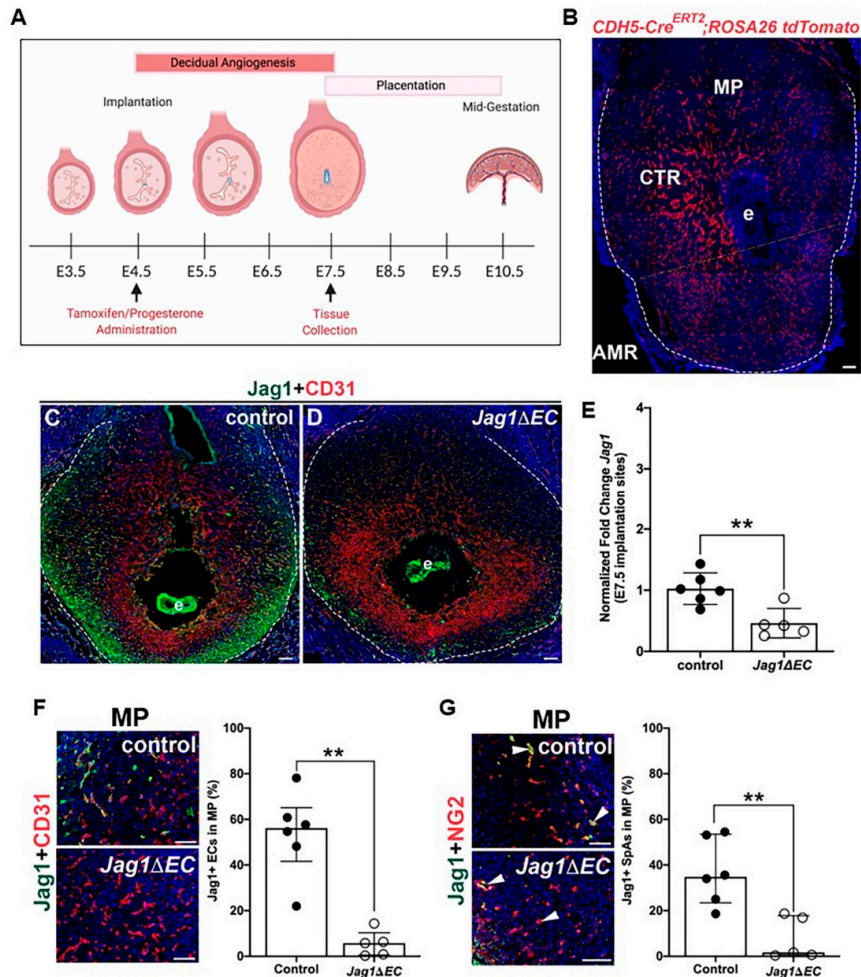 A
Decidual Angiogenesis
Placentation
Implantation
Mid-Gestation
E3.5 E4.5 E5.5 E6.5 E7.5 E8.5 E9.5 E10.5
Tamoxifen/Progesterone
Administration
Tissue
Collection
B
CDH5-CreERT2;ROSA26 tdTomato
MP
CTR
e
AMR
Jag1+CD31
C
control
e
D
Jag1ΔEC
e
E
Normalized Fold Change Jag1
(E7.5 implantation sites)
4
3
2
1
0
**
control
Jag1ΔEC
F
MP
Jag1+CD31
control
Jag1ΔEC
Jag1+ ECs in MP (%)
100
80
60
40
20
0
**
Control
Jag1ΔEC
G
MP
Jag1+NG2
control
Jag1ΔEC
Jag1+ SpAs in MP (%)
100
80
60
40
20
0
**
Control
Jag1ΔEC